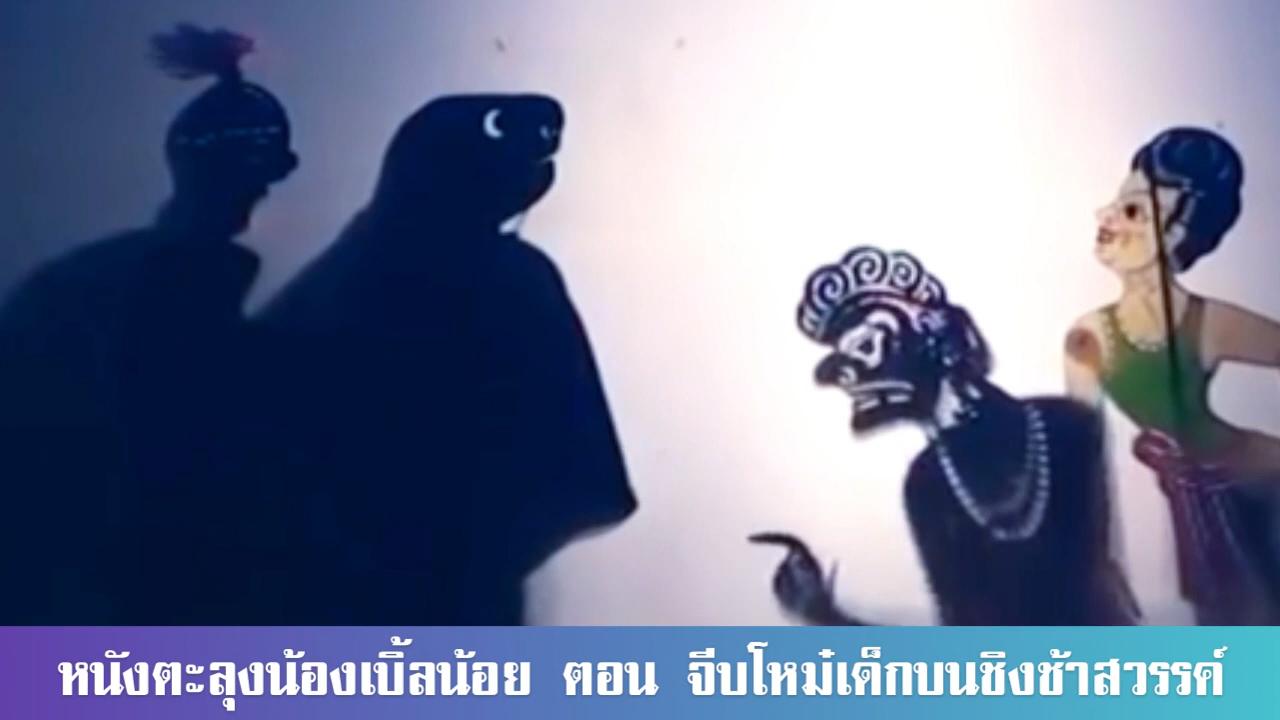 หนังตะลุงน้องเบิ้ลน้อย ตอน จีบโหม๋เด็กบนชิงช้าสวรรค์